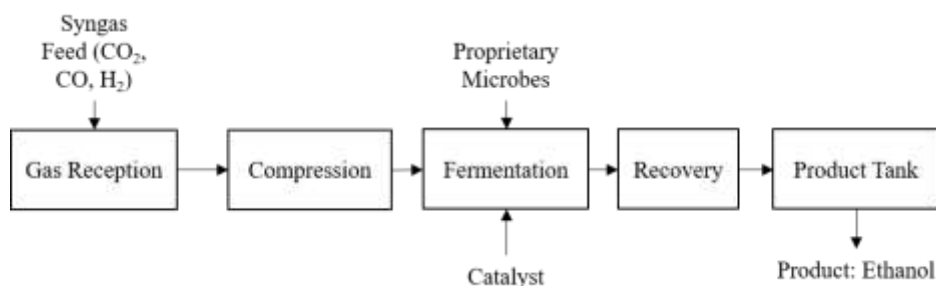 Syngas
Feed (CO₂,
CO, H₂)
Proprietary
Microbes
Gas Reception
Compression
Fermentation
Recovery
Product Tank
Catalyst
Product: Ethanol